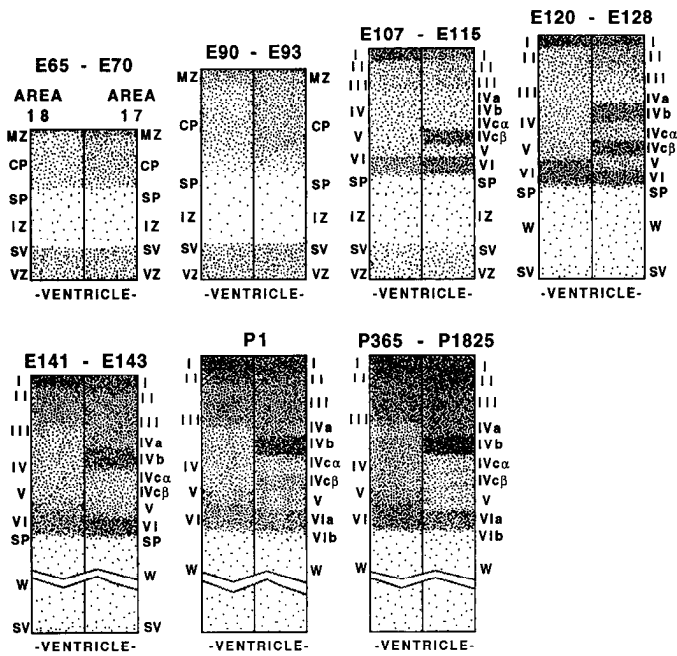 E65 - E70
AREA 18
AREA 17
MZ
CP
SP
IZ
SV
VZ
MZ
CP
SP
IZ
SV
VZ
-VENTRICLE-
E90 - E93
MZ
CP
SP
IZ
SV
VZ
MZ
CP
SP
IZ
SV
VZ
-VENTRICLE-
E107 - E115
I
II
III
IV
V
VI
SP
IZ
SV
VZ
I
II
III
IVa
IVb
IVcα
IVcβ
V
VI
SP
IZ
SV
VZ
-VENTRICLE-
E120 - E128
I
II
III
IV
V
VI
SP
W
SV
I
II
III
IVa
IVb
IVcα
IVcβ
V
VI
SP
W
SV
-VENTRICLE-
E141 - E143
I
II
III
IV
V
VI
SP
W
SV
I
II
III
IVa
IVb
IVcα
IVcβ
V
VI
SP
W
SV
-VENTRICLE-
P1
I
II
III
IV
V
VI
W
I
II
III
IVa
IVb
IVcα
IVcβ
V
VIa
VIb
W
-VENTRICLE-
P365 - P1825
I
II
III
IV
V
VI
W
I
II
III
IVa
IVb
IVcα
IVcβ
V
VIa
VIb
W
-VENTRICLE-